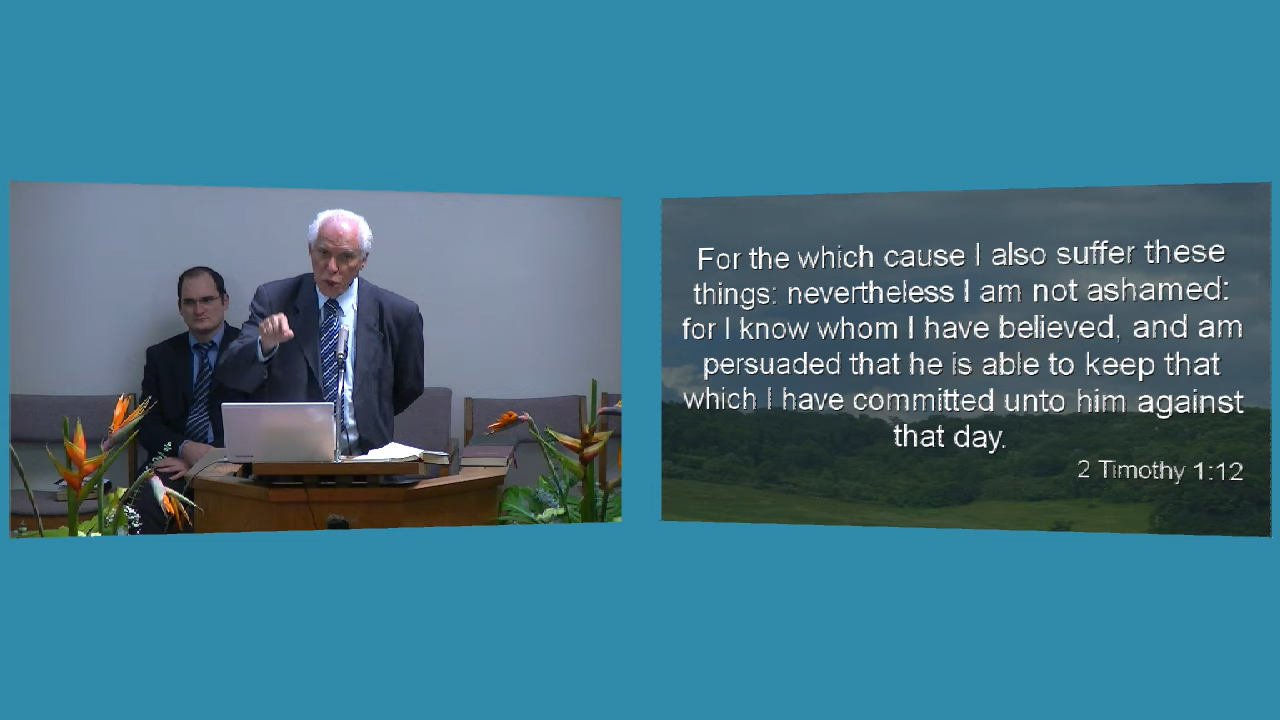 For the which cause I also suffer these
things: nevertheless I am not ashamed:
for I know whom I have believed, and am
persuaded that he is able to keep that
which I have committed unto him against
that day.
2 Timothy 1:12